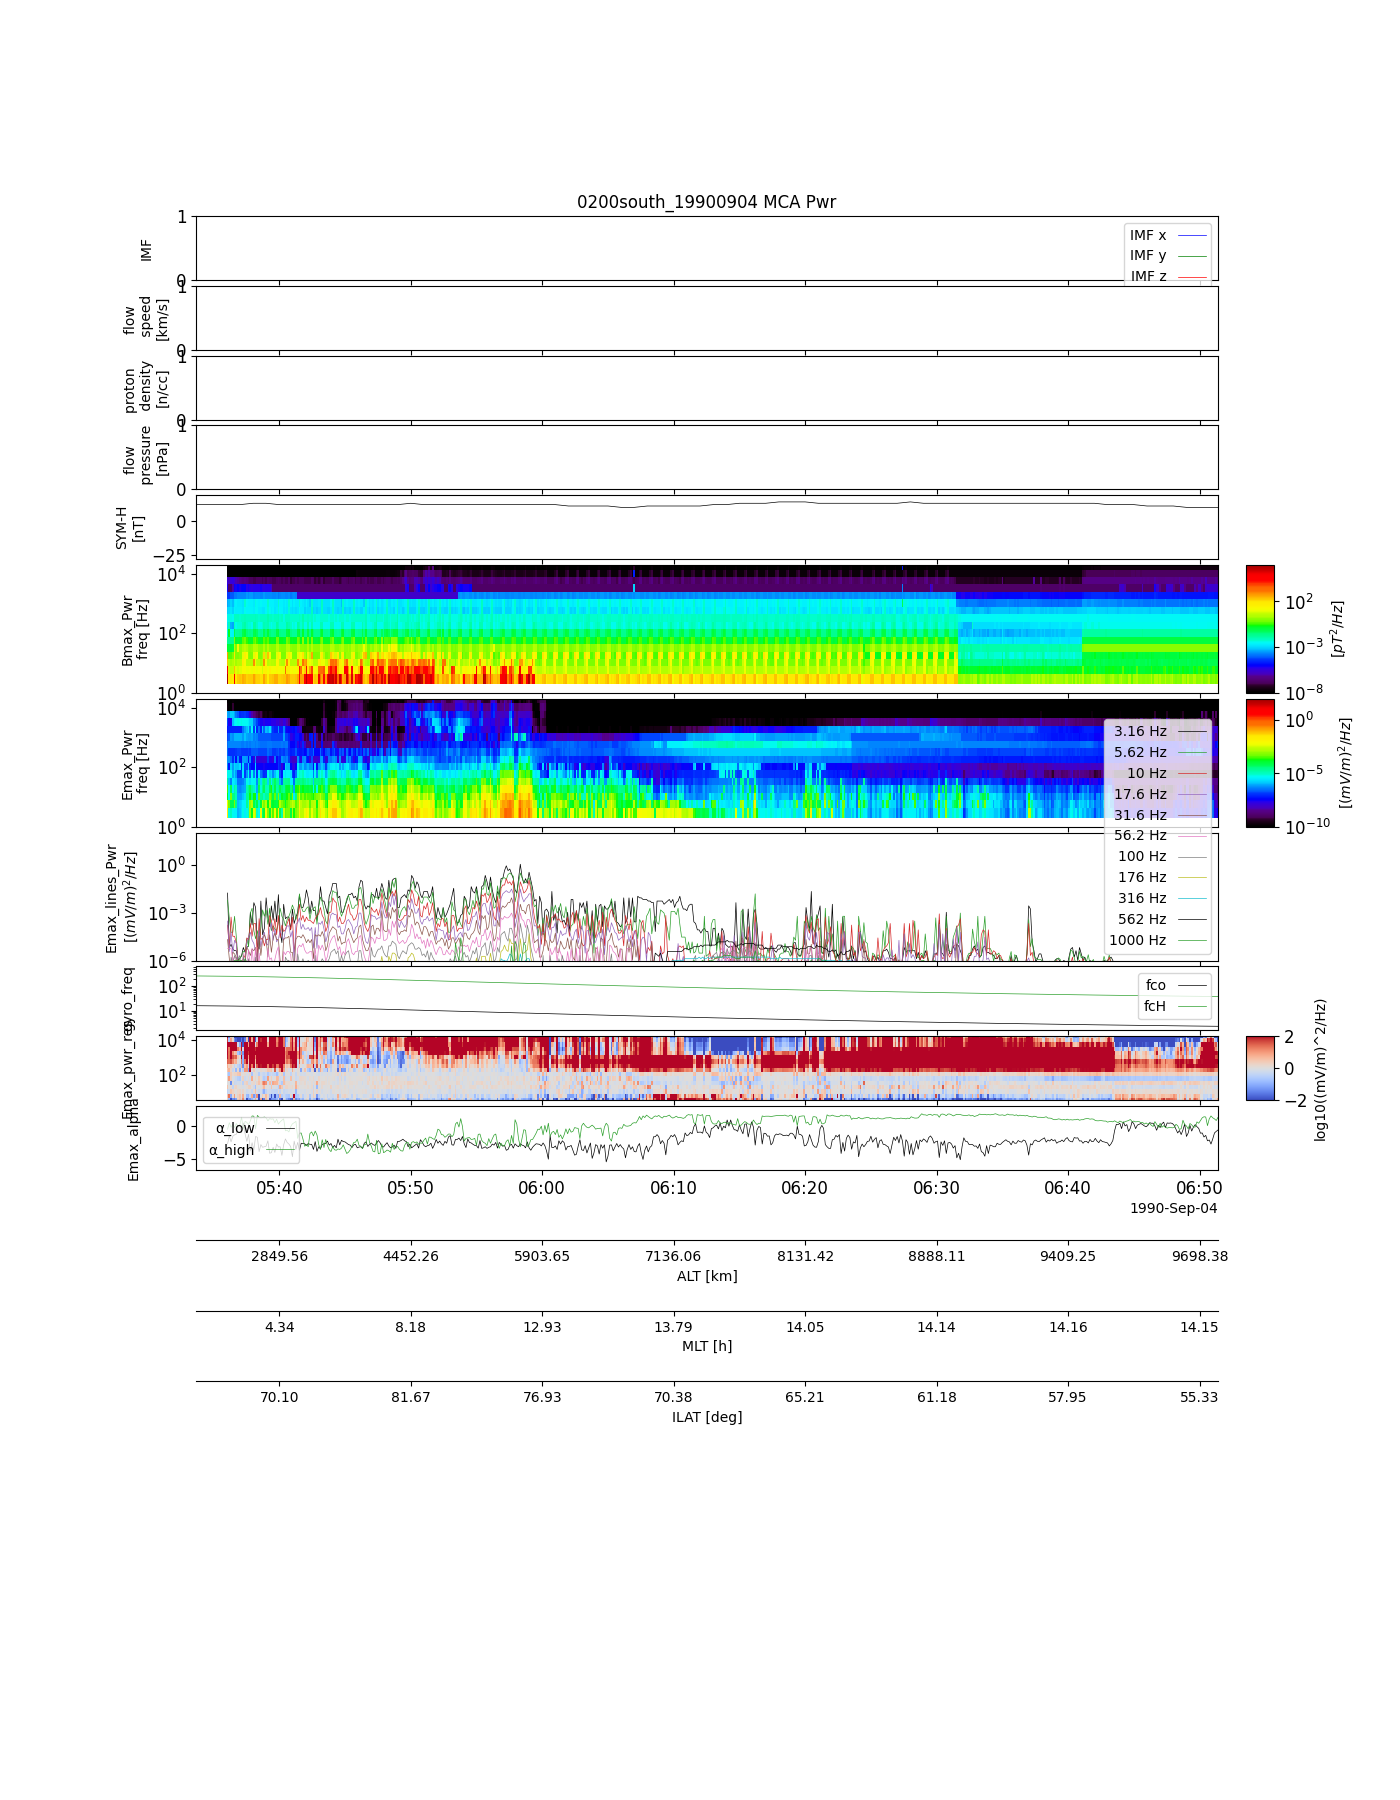 0200south_19900904 MCA Pwr
1
0
IMF
IMF x
IMF y
IMF z
1
0
flow
speed
[km/s]
1
0
proton
density
[n/cc]
1
0
flow
pressure
[nPa]
0
−25
SYM-H
[nT]
10^4
10^2
10^0
Bmax_Pwr
freq [Hz]
10^2
10^−3
10^−8
[pT^2/Hz]
10^4
10^2
10^0
Emax_Pwr
freq [Hz]
10^0
10^−5
10^−10
[(mV/m)^2/Hz]
3.16 Hz
5.62 Hz
10 Hz
17.6 Hz
31.6 Hz
56.2 Hz
100 Hz
176 Hz
316 Hz
562 Hz
1000 Hz
10^0
10^−3
10^−6
Emax_lines_Pwr
[(mV/m)^2/Hz]
10^2
10^1
gyro_freq
fco
fcH
10^4
10^2
Emax_pwr_res
2
0
−2
log10((mV/m)^2/Hz)
0
−5
Emax_alpha
α_low
α_high
05:40 05:50 06:00 06:10 06:20 06:30 06:40 06:50
1990-Sep-04
2849.56 4452.26 5903.65 7136.06 8131.42 8888.11 9409.25 9698.38
ALT [km]
4.34 8.18 12.93 13.79 14.05 14.14 14.16 14.15
MLT [h]
70.10 81.67 76.93 70.38 65.21 61.18 57.95 55.33
ILAT [deg]